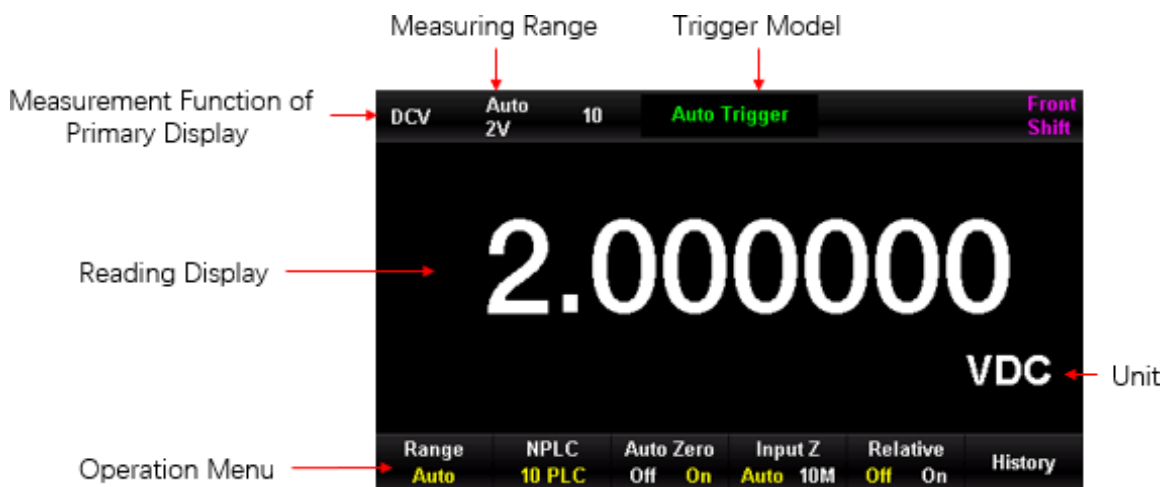 Measuring Range Trigger Model
Measurement Function of
Primary Display
DCV Auto 2V 10 Auto Trigger Front Shift
Reading Display
2.000000
VDC
Unit
Operation Menu
Range NPLC Auto Zero Input Z Relative History
Auto 10 PLC Off On Auto 10M Off On